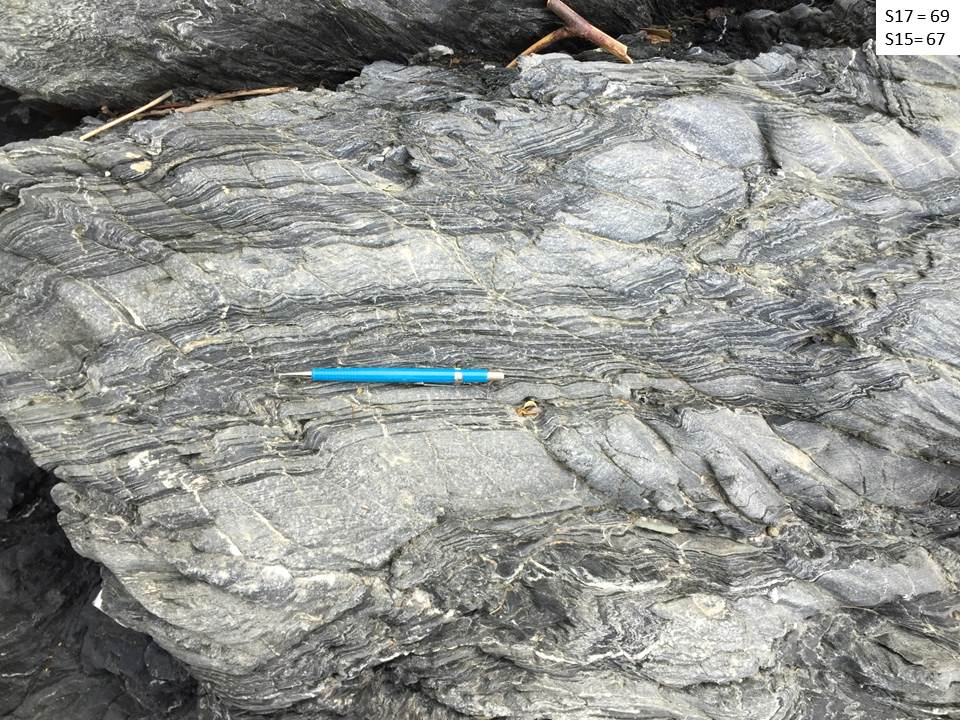 S17 = 69
S15= 67